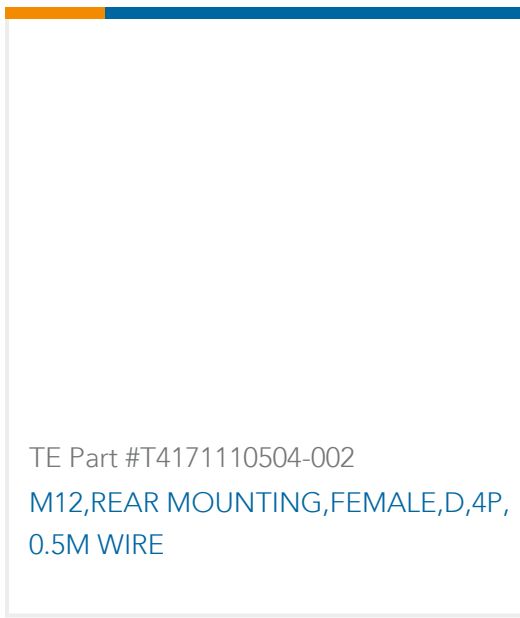 TE Part #T4171110504-002
M12,REAR MOUNTING,FEMALE,D,4P,
0.5M WIRE